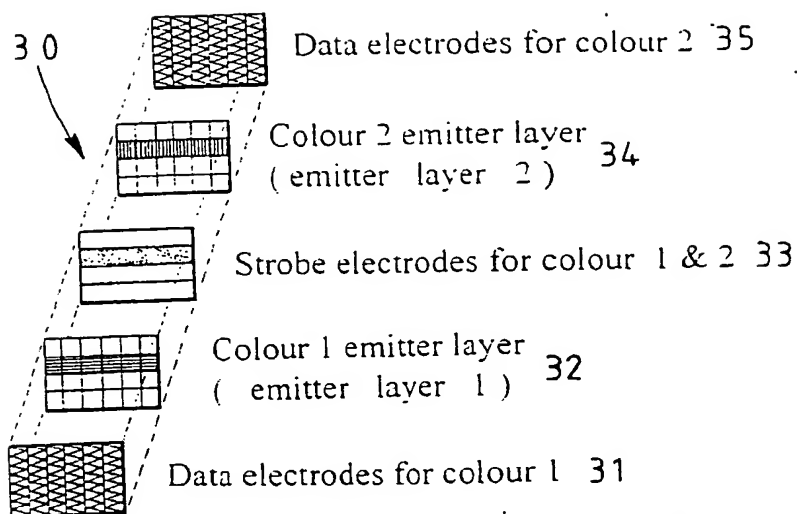 30
Data electrodes for colour 2 35
Colour 2 emitter layer
( emitter layer 2 ) 34
Strobe electrodes for colour 1 & 2 33
Colour 1 emitter layer
( emitter layer 1 ) 32
Data electrodes for colour 1 31